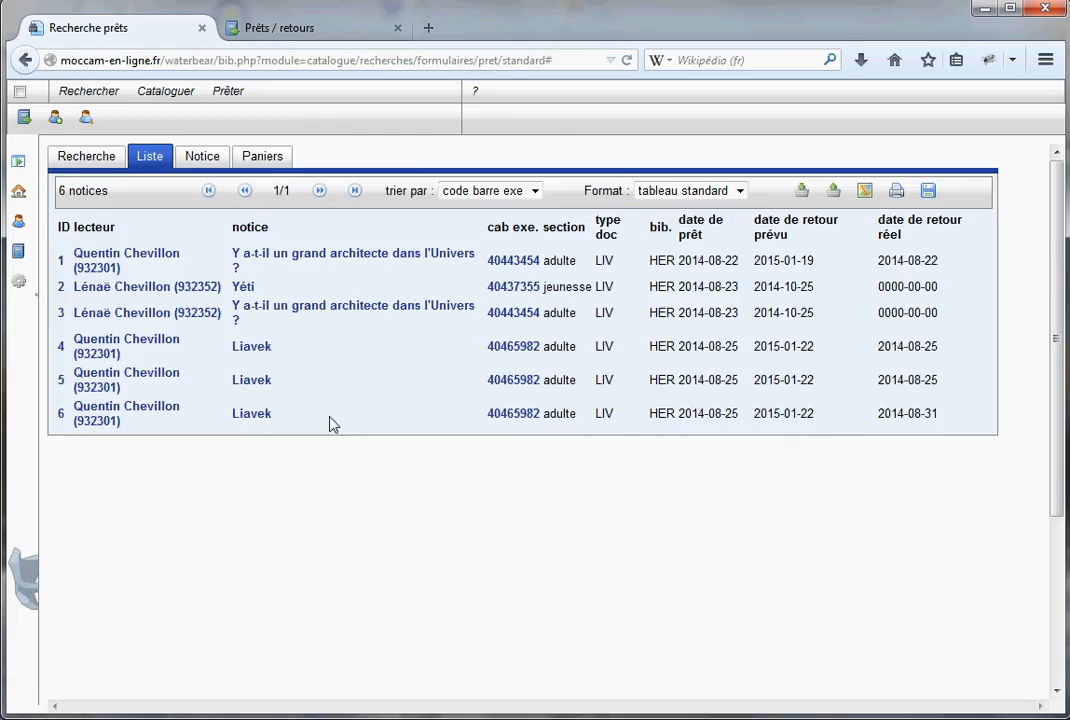 Recherche prêts
Prêts / retours
moccam-en-ligne.fr/waterbear/bib.php?module=catalogue/recherches/formulaires/pret/standard#
W
Wikipédia (fr)
Rechercher Cataloguer Prêter
?
Recherche Liste Notice Paniers
6 notices 1/1 trier par : code barre exe Format : tableau standard
ID lecteur notice cab exe. section type doc bib. date de prêt date de retour prévu date de retour réel
1 Quentin Chevillon (932301) Y a-t-il un grand architecte dans l'Univers ? 40443454 adulte LIV HER 2014-08-22 2015-01-19 2014-08-22
2 Lénaë Chevillon (932352) Yéti 40437355 jeunesse LIV HER 2014-08-23 2014-10-25 0000-00-00
3 Lénaë Chevillon (932352) Y a-t-il un grand architecte dans l'Univers ? 40443454 adulte LIV HER 2014-08-23 2014-10-25 0000-00-00
4 Quentin Chevillon (932301) Liavek 40465982 adulte LIV HER 2014-08-25 2015-01-22 2014-08-25
5 Quentin Chevillon (932301) Liavek 40465982 adulte LIV HER 2014-08-25 2015-01-22 2014-08-25
6 Quentin Chevillon (932301) Liavek 40465982 adulte LIV HER 2014-08-25 2015-01-22 2014-08-31